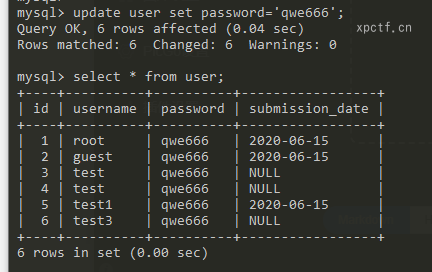 mysql> update user set password='qwe666';
Query OK, 6 rows affected (0.04 sec)
xpctf.cn
Rows matched: 6  Changed: 6  Warnings: 0
mysql> select * from user;
+----+----------+----------+-----------------+
| id | username | password | submission_date |
+----+----------+----------+-----------------+
|  1 | root     | qwe666   | 2020-06-15      |
|  2 | guest    | qwe666   | 2020-06-15      |
|  3 | test     | qwe666   | NULL            |
|  4 | test     | qwe666   | NULL            |
|  5 | test1    | qwe666   | 2020-06-15      |
|  6 | test3    | qwe666   | NULL            |
+----+----------+----------+-----------------+
6 rows in set (0.00 sec)